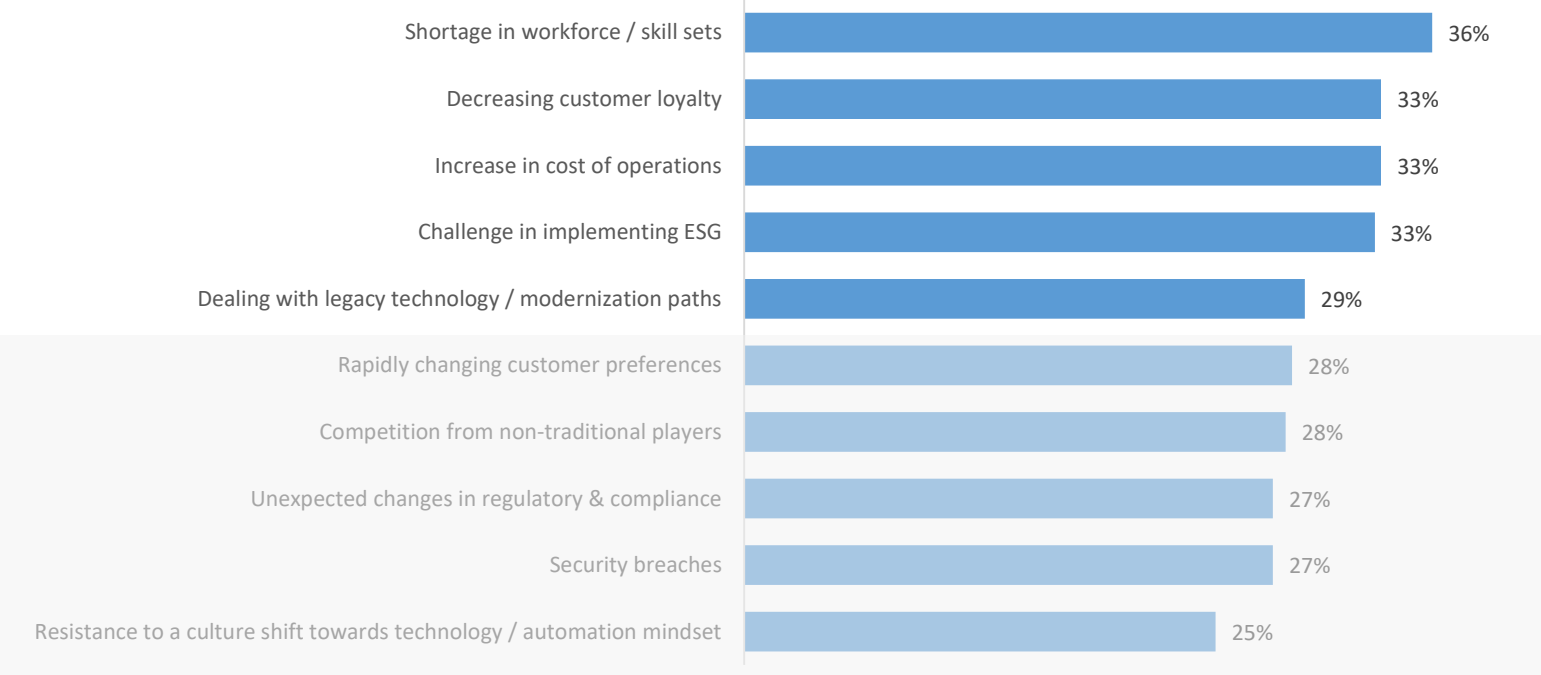 Shortage in workforce / skill sets 36%
Decreasing customer loyalty 33%
Increase in cost of operations 33%
Challenge in implementing ESG 33%
Dealing with legacy technology / modernization paths 29%
Rapidly changing customer preferences 28%
Competition from non-traditional players 28%
Unexpected changes in regulatory & compliance 27%
Security breaches 27%
Resistance to a culture shift towards technology / automation mindset 25%